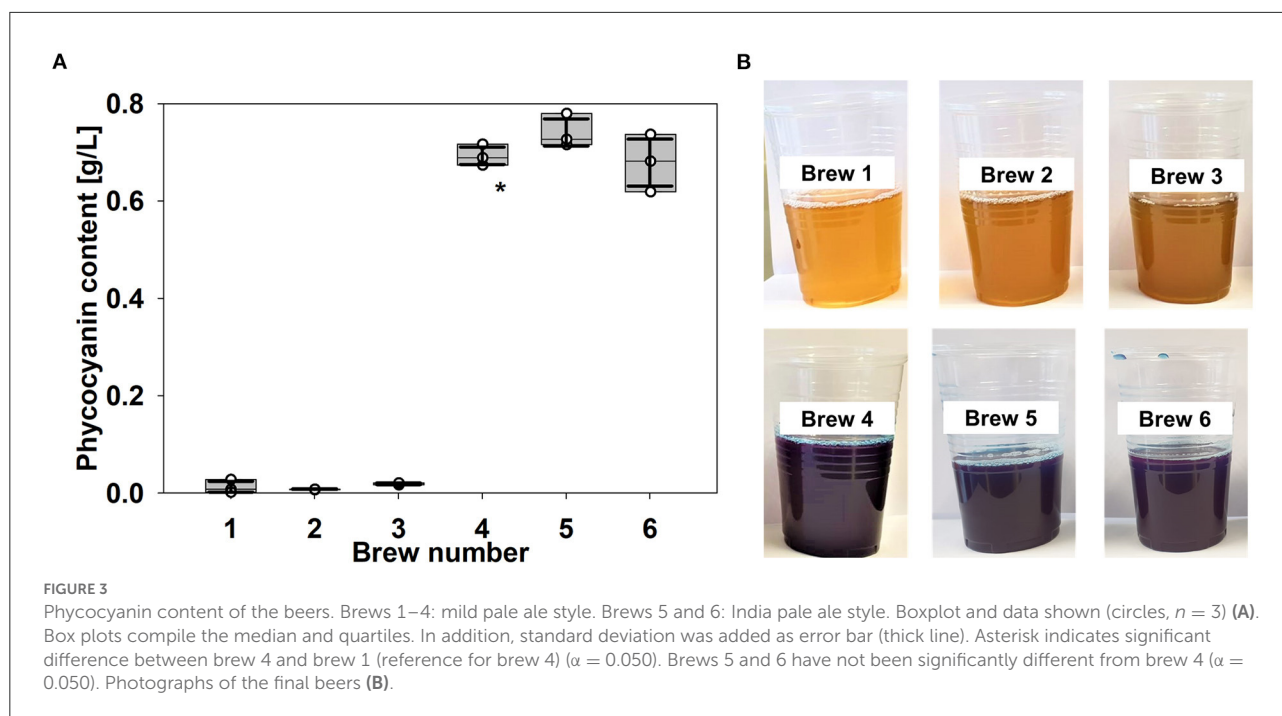 A
B
0.8
0.6
0.4
0.2
0.0
Phycocyanin content [g/L]
*
1 2 3 4 5 6
Brew number
Brew 1
Brew 2
Brew 3
Brew 4
Brew 5
Brew 6
FIGURE 3
Phycocyanin content of the beers. Brews 1–4: mild pale ale style. Brews 5 and 6: India pale ale style. Boxplot and data shown (circles, n = 3) (A).
Box plots compile the median and quartiles. In addition, standard deviation was added as error bar (thick line). Asterisk indicates significant
difference between brew 4 and brew 1 (reference for brew 4) (α = 0.050). Brews 5 and 6 have not been significantly different from brew 4 (α =
0.050). Photographs of the final beers (B).